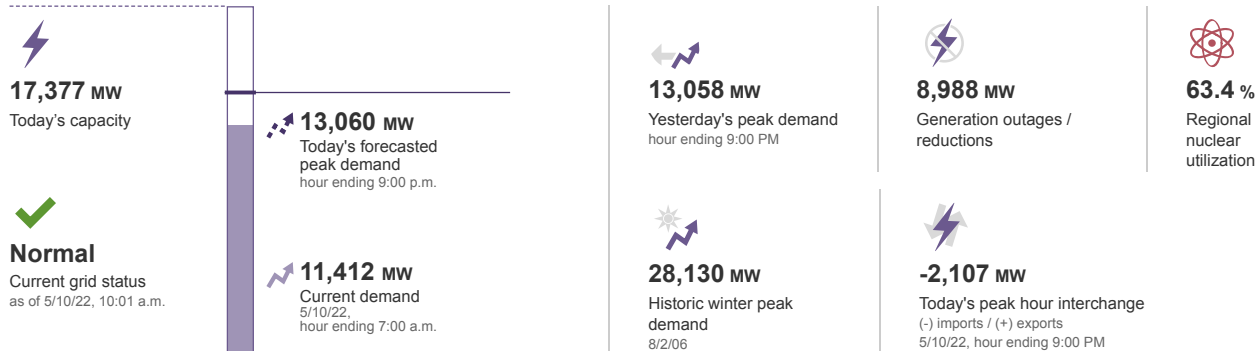 17,377 MW
Today's capacity
Normal
Current grid status
as of 5/10/22, 10:01 a.m.
13,060 MW
Today's forecasted
peak demand
hour ending 9:00 p.m.
11,412 MW
Current demand
5/10/22,
hour ending 7:00 a.m.
13,058 MW
Yesterday's peak demand
hour ending 9:00 PM
8,988 MW
Generation outages /
reductions
63.4 %
Regional
nuclear
utilization
28,130 MW
Historic winter peak
demand
8/2/06
-2,107 MW
Today's peak hour interchange
(-) imports / (+) exports
5/10/22, hour ending 9:00 PM